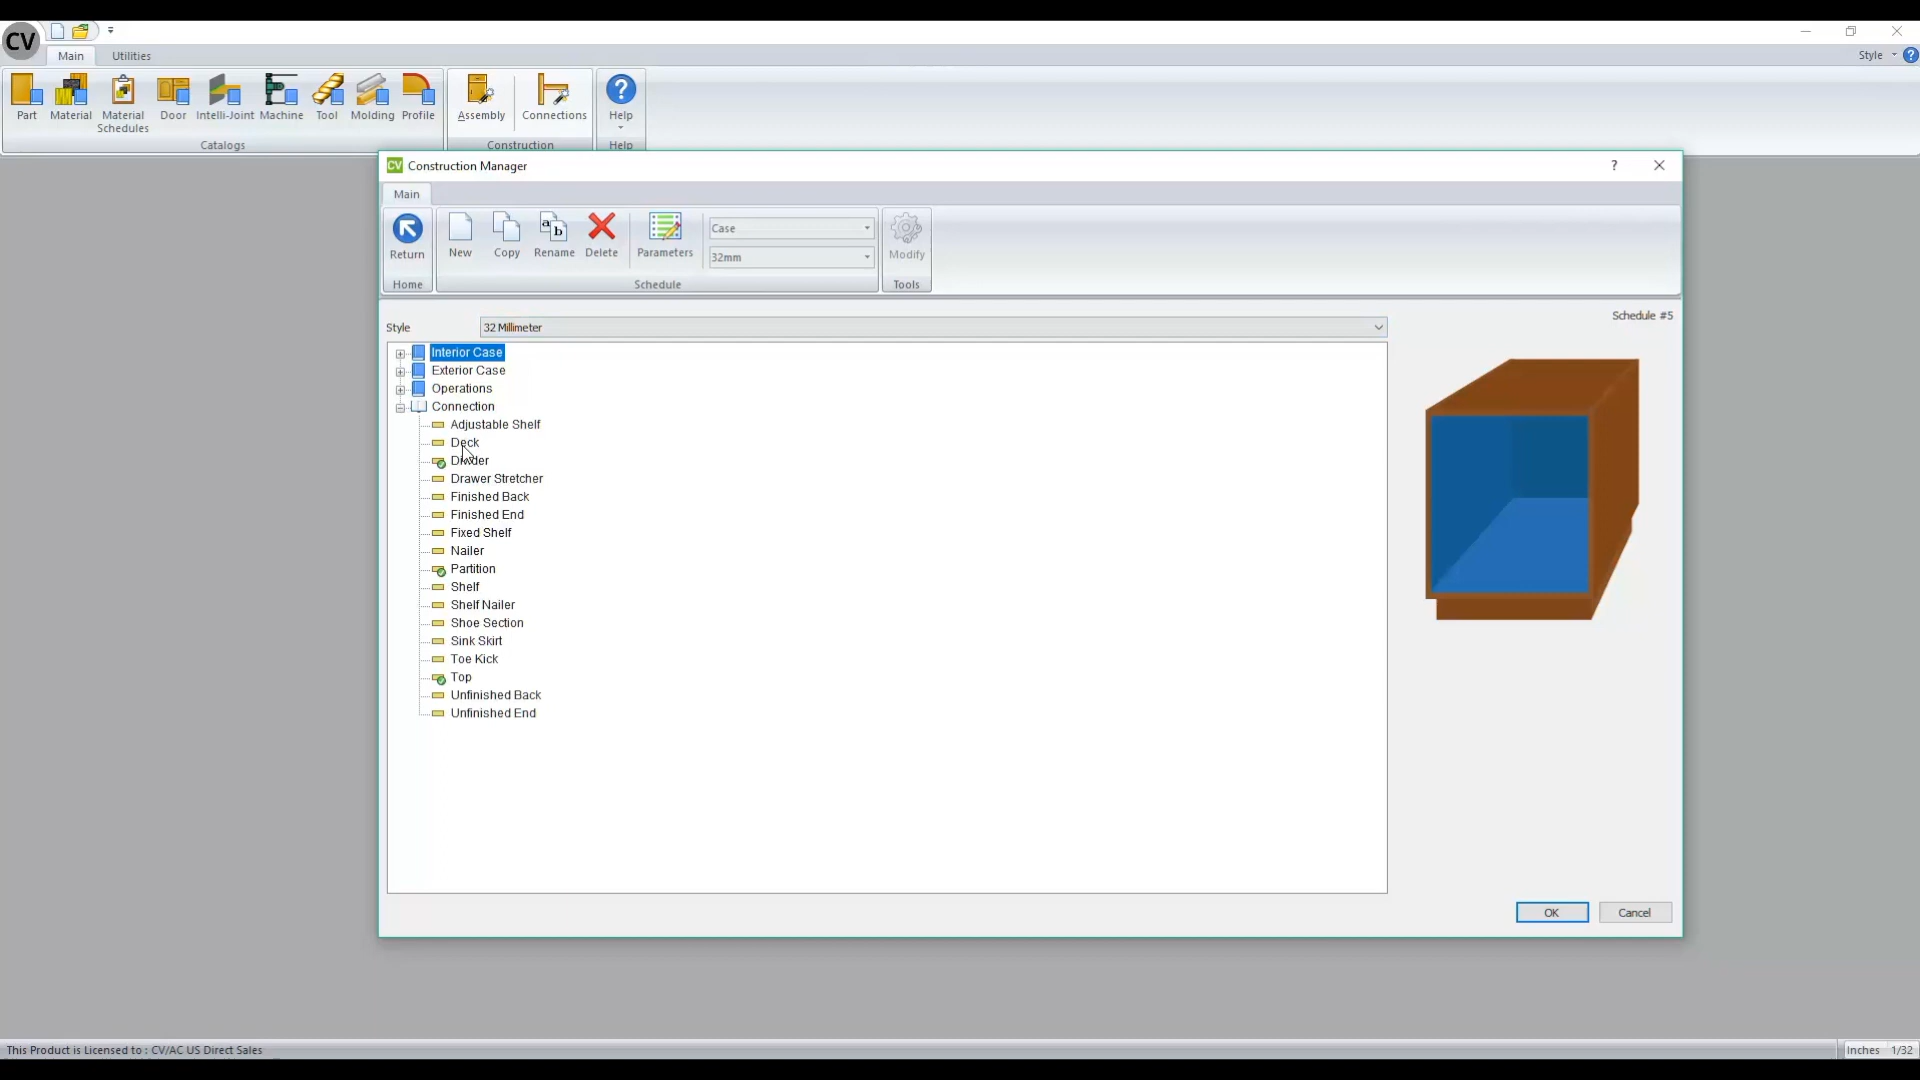 CV
Main Utilities
Style
Part Material Material Schedules Door Intelli-Joint Machine Tool Molding Profile Assembly Connections Help
Catalogs Construction Help
CV Construction Manager
Main
Return New Copy Rename Delete Parameters Case Modify
32mm
Home Schedule Tools
Style 32 Millimeter Schedule #5
Interior Case
Exterior Case
Operations
Connection
Adjustable Shelf
Deck
Divider
Drawer Stretcher
Finished Back
Finished End
Fixed Shelf
Nailer
Partition
Shelf
Shelf Nailer
Shoe Section
Sink Skirt
Toe Kick
Top
Unfinished Back
Unfinished End
OK Cancel
This Product is Licensed to : CV/AC US Direct Sales Inches 1/32